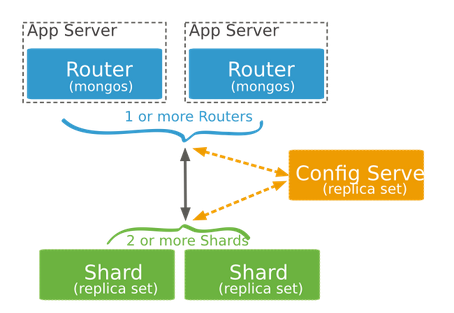 App Server
App Server
Router
(mongos)
Router
(mongos)
1 or more Routers
Config Serve
(replica set)
2 or more Shards
Shard
(replica set)
Shard
(replica set)